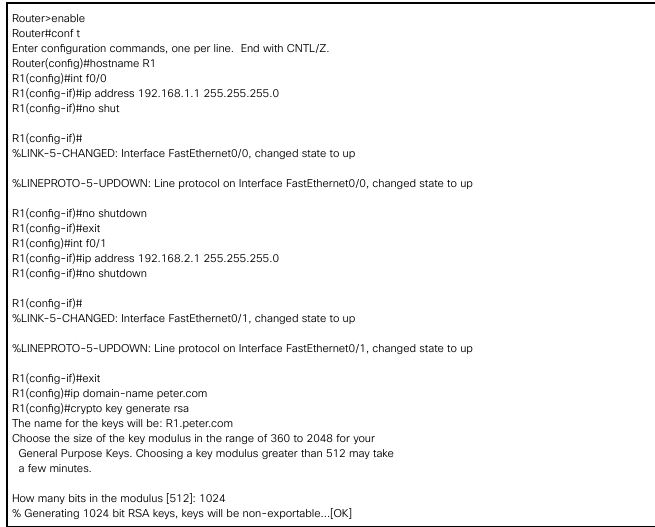 Router>enable
Router#conf t
Enter configuration commands, one per line.  End with CNTL/Z.
Router(config)#hostname R1
R1(config)#int f0/0
R1(config-if)#ip address 192.168.1.1 255.255.255.0
R1(config-if)#no shut
R1(config-if)#
%LINK-5-CHANGED: Interface FastEthernet0/0, changed state to up
%LINEPROTO-5-UPDOWN: Line protocol on Interface FastEthernet0/0, changed state to up
R1(config-if)#no shutdown
R1(config-if)#exit
R1(config)#int f0/1
R1(config-if)#ip address 192.168.2.1 255.255.255.0
R1(config-if)#no shutdown
R1(config-if)#
%LINK-5-CHANGED: Interface FastEthernet0/1, changed state to up
%LINEPROTO-5-UPDOWN: Line protocol on Interface FastEthernet0/1, changed state to up
R1(config-if)#exit
R1(config)#ip domain-name peter.com
R1(config)#crypto key generate rsa
The name for the keys will be: R1.peter.com
Choose the size of the key modulus in the range of 360 to 2048 for your
General Purpose Keys. Choosing a key modulus greater than 512 may take
a few minutes.
How many bits in the modulus [512]: 1024
% Generating 1024 bit RSA keys, keys will be non-exportable...[OK]